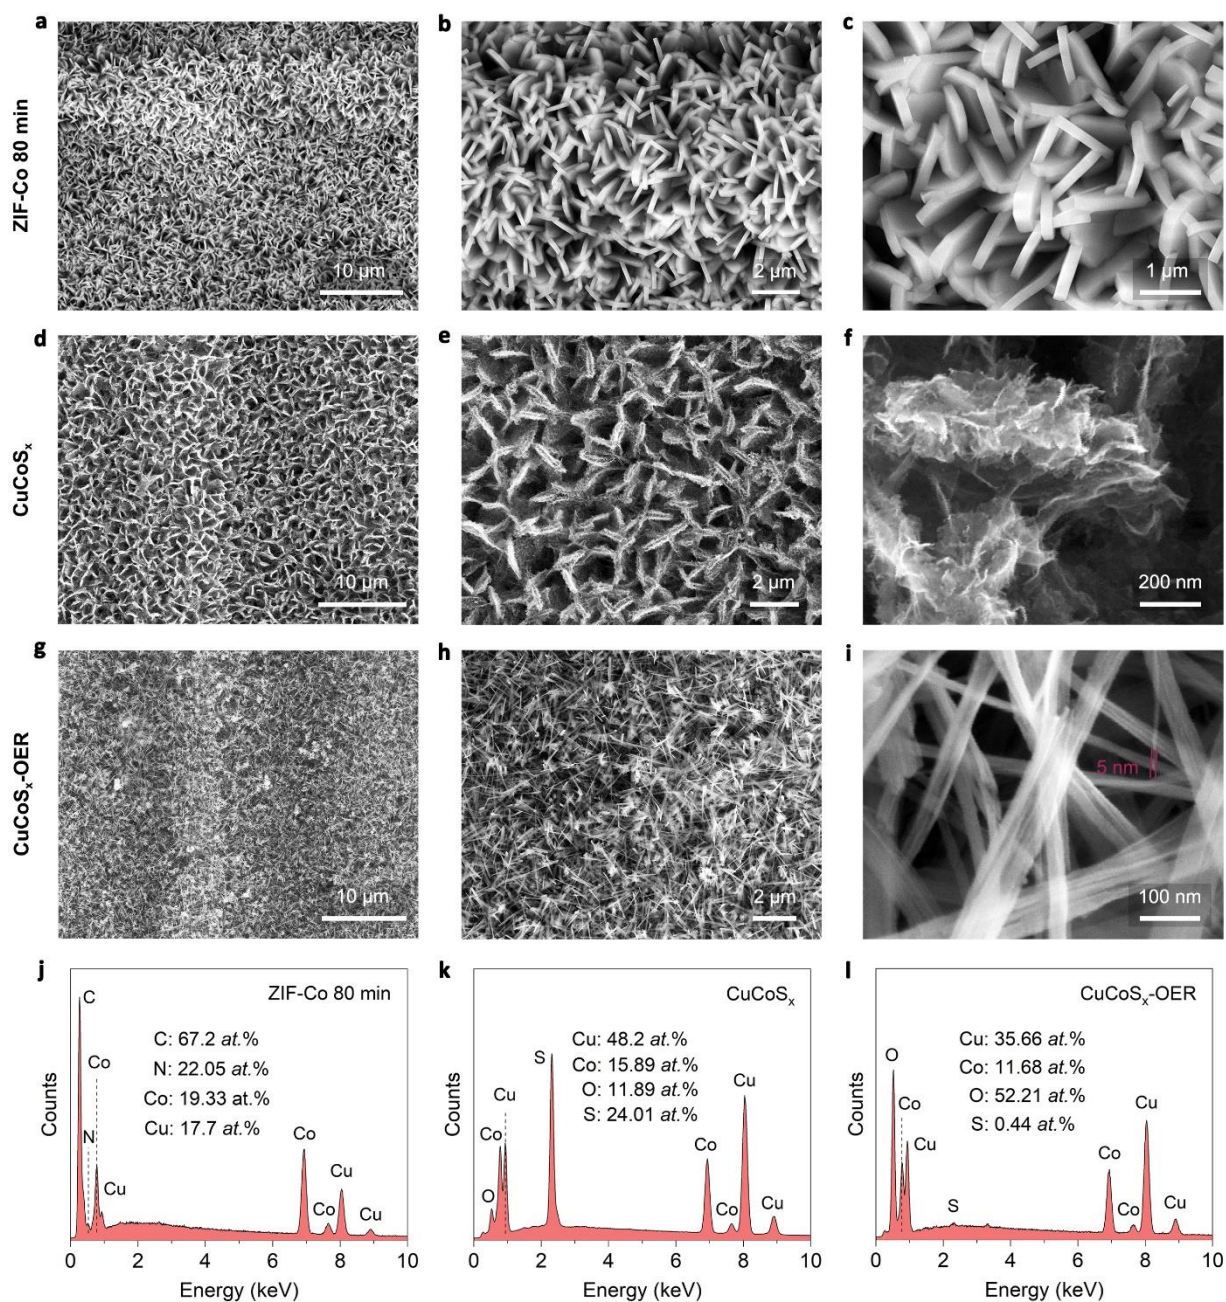 a
b
c
ZIF-Co 80 min
10 µm
2 µm
1 µm
d
e
f
CuCoSₓ
10 µm
2 µm
200 nm
g
h
i
CuCoSₓ-OER
10 µm
2 µm
5 nm
100 nm
j
ZIF-Co 80 min
C
C: 67.2 at.%
N: 22.05 at.%
Co: 19.33 at.%
Cu: 17.7 at.%
Co
N
Cu
Co
Co
Cu
Cu
Counts
0 2 4 6 8 10
Energy (keV)
k
CuCoSₓ
Cu: 48.2 at.%
Co: 15.89 at.%
O: 11.89 at.%
S: 24.01 at.%
S
Cu
Co
O
Co
Co
Cu
Cu
Counts
0 2 4 6 8 10
Energy (keV)
l
CuCoSₓ-OER
Cu: 35.66 at.%
Co: 11.68 at.%
O: 52.21 at.%
S: 0.44 at.%
O
Co
Cu
S
Co
Co
Cu
Cu
Counts
0 2 4 6 8 10
Energy (keV)